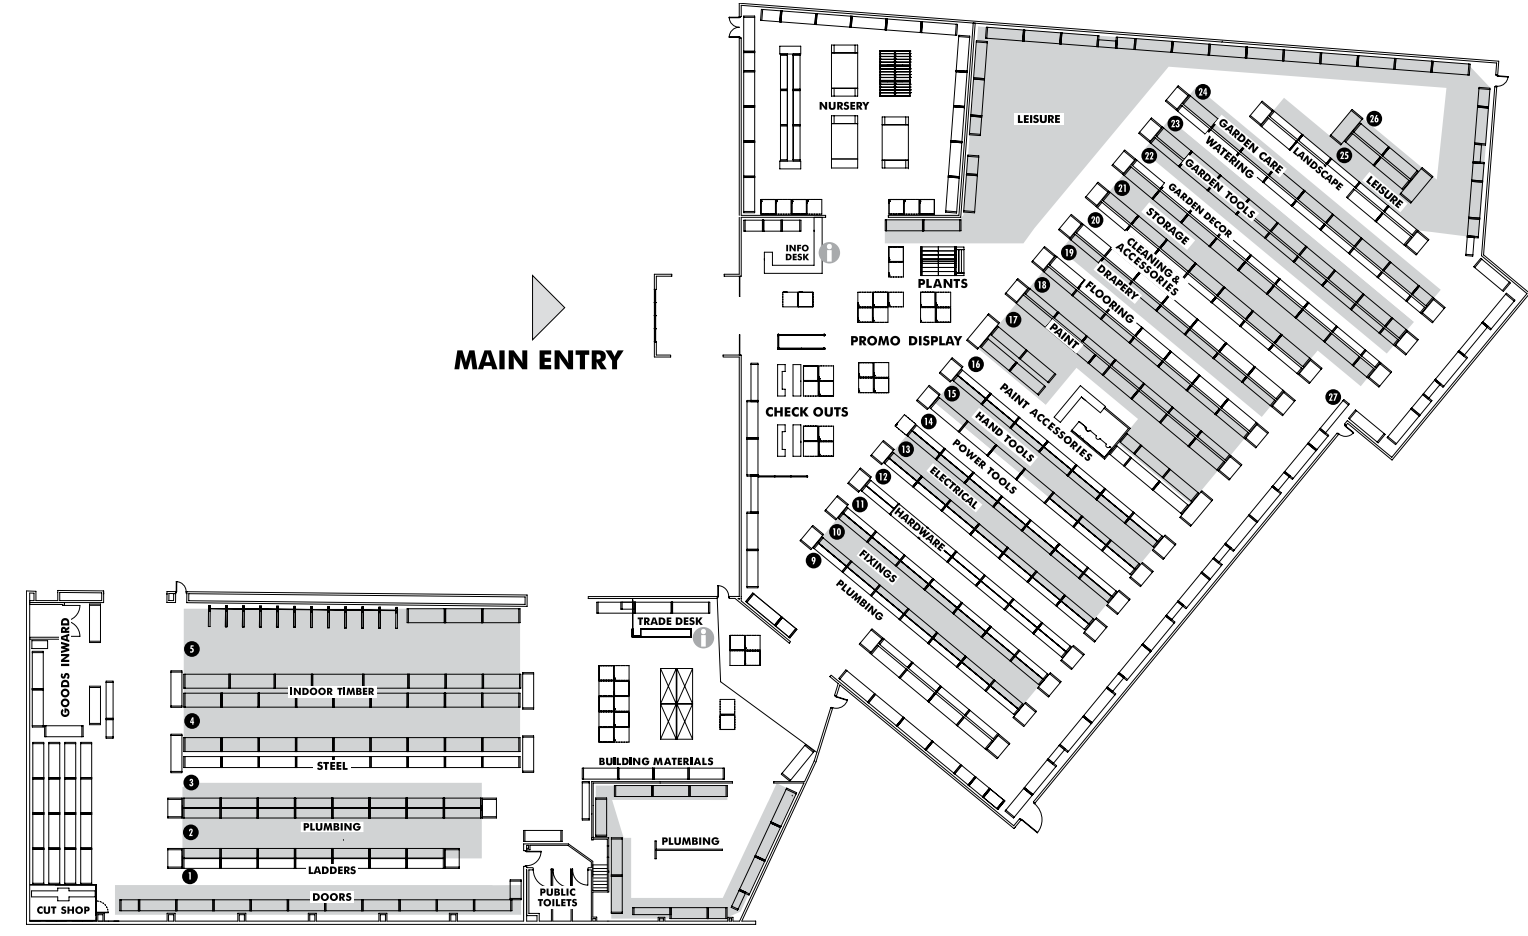 NURSERY
LEISURE
24
23
22
21
20
19
18
17
16
15
14
13
12
11
10
9
26
25
27
GARDEN CARE
WATERING
LANDSCAPE
LEISURE
GARDEN TOOLS
GARDEN DECOR
STORAGE
CLEANING &
ACCESSORIES
DRAPERY
FLOORING
PAINT
PAINT ACCESSORIES
HAND TOOLS
POWER TOOLS
ELECTRICAL
HARDWARE
FIXINGS
PLUMBING
INFO
DESK
i
PLANTS
PROMO DISPLAY
MAIN ENTRY
CHECK OUTS
TRADE DESK
i
GOODS INWARD
5
INDOOR TIMBER
4
STEEL
3
PLUMBING
2
LADDERS
1
DOORS
CUT SHOP
BUILDING MATERIALS
PLUMBING
PUBLIC
TOILETS